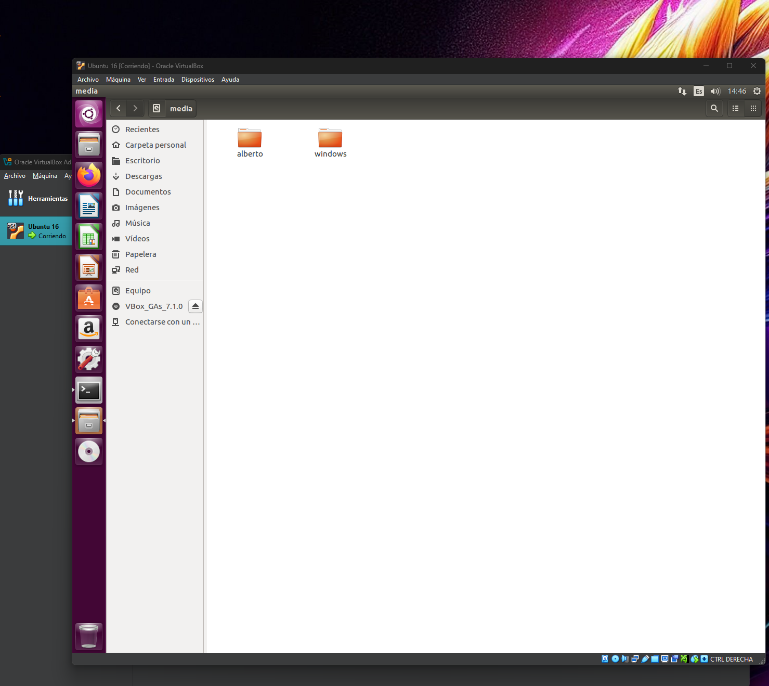 Ubuntu 16 [Corriendo] - Oracle VirtualBox
Archivo Máquina Ver Entrada Dispositivos Ayuda
media
Es
14:46
media
Recientes
Carpeta personal
Escritorio
Descargas
Documentos
Imágenes
Música
Vídeos
Papelera
Red
Equipo
VBox_GAs_7.1.0
Conectarse con un ...
alberto
windows
Oracle VirtualBox Ad
Archivo Máquina Ay
Herramientas
Ubuntu 16
Corriendo
CTRL DERECHA